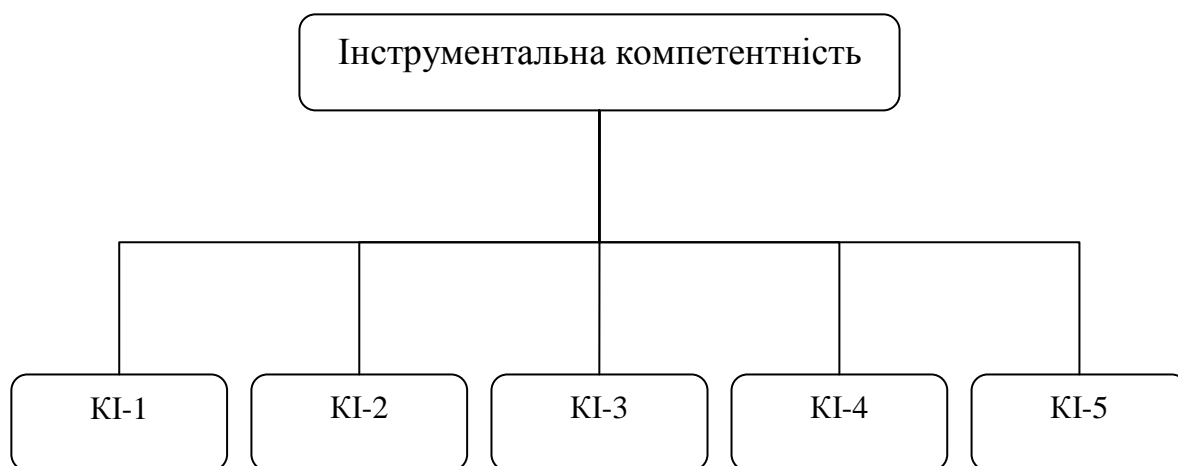 Інструментальна компетентність
КІ-1
КІ-2
КІ-3
КІ-4
КІ-5